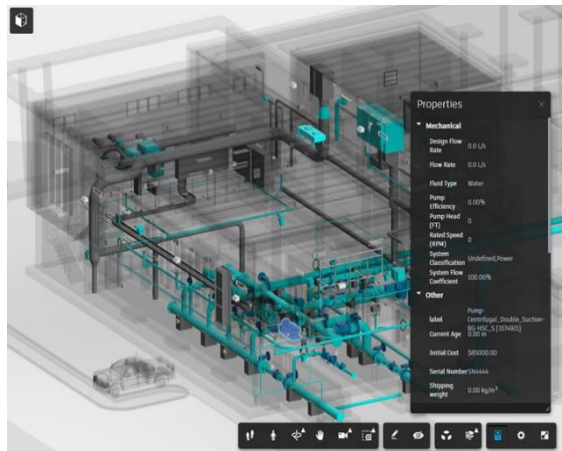 Properties
Mechanical
Design Flow
Rate
0.0 L/s
Flow Rate
0.0 L/s
Fluid Type
Water
Pump
Efficiency
0.00%
Pump Head
(FT)
0
Rated Speed
(RPM)
0
System
Classification
Undefined,Power
System Flow
Coefficient
100.00%
Other
label
Pump-
Centrifugal_Double_Suction-
BG-HSC_S
Current Age
0.00 m
Initial Cost
$85000.00
Serial Number
SN4444
Shipping
weight
0.00 kg/m³